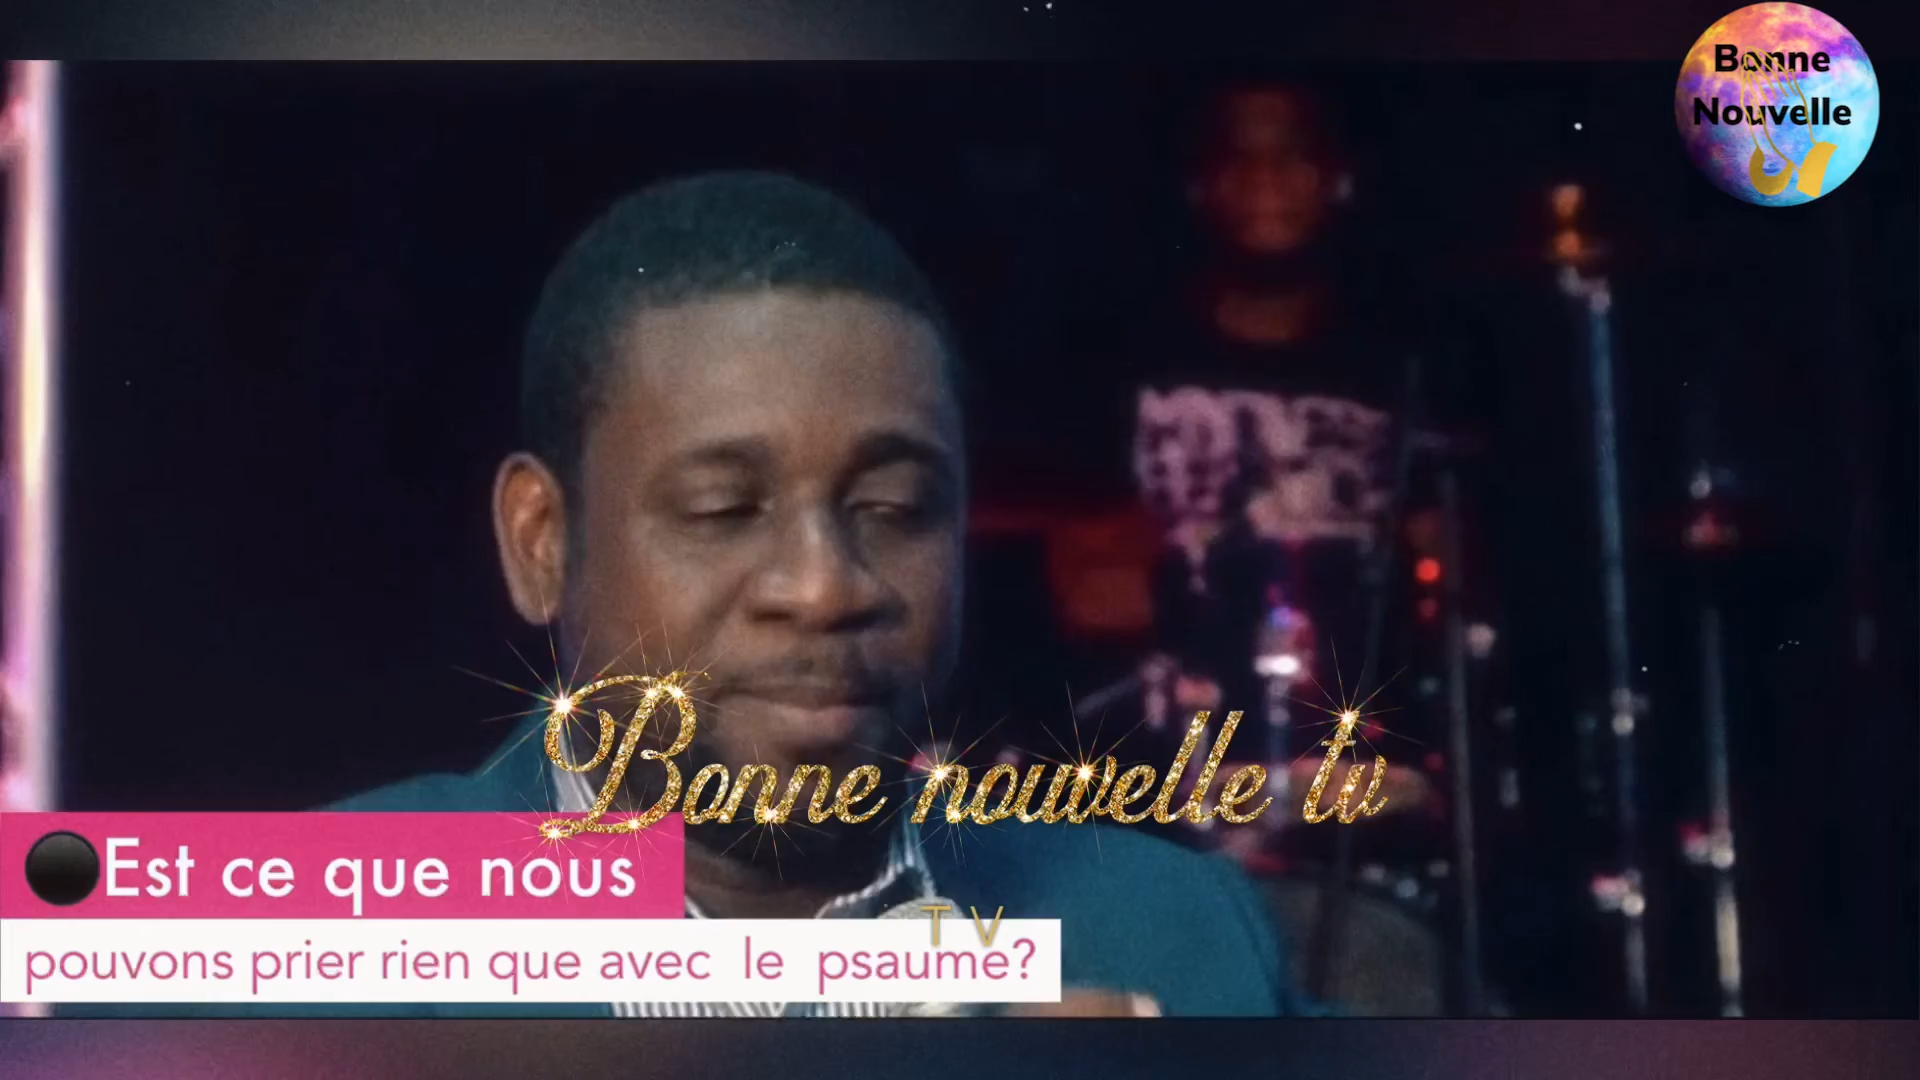 Bonne
Nouvelle
Bonne nouvelle tv
Est ce que nous
TV
pouvons prier rien que avec le psaume?